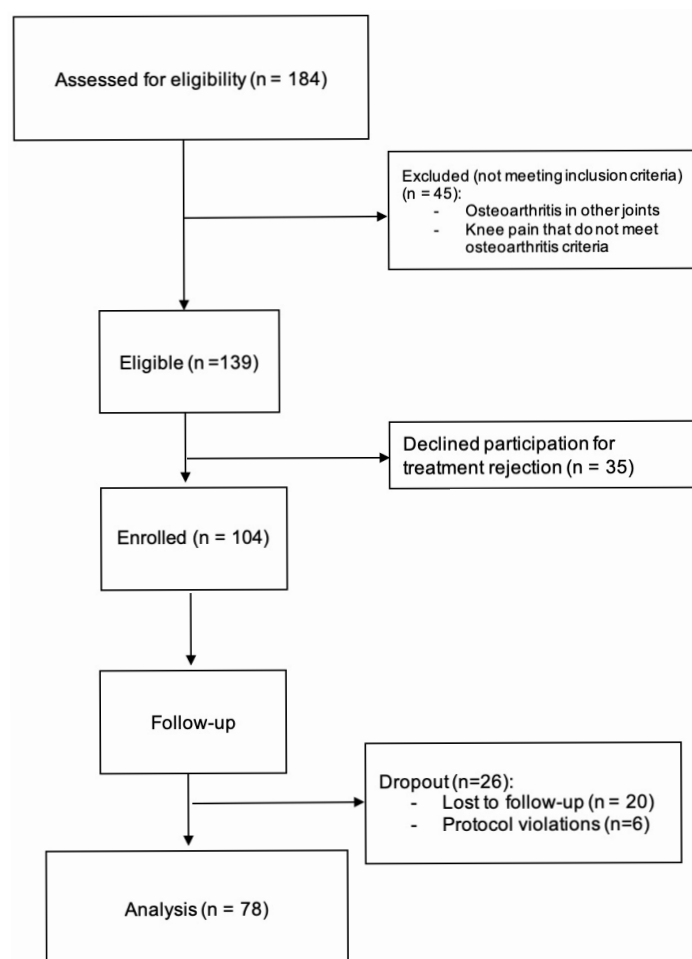 Assessed for eligibility (n = 184)
Excluded (not meeting inclusion criteria)
(n = 45):
- Osteoarthritis in other joints
- Knee pain that do not meet
osteoarthritis criteria
Eligible (n =139)
Declined participation for
treatment rejection (n = 35)
Enrolled (n = 104)
Follow-up
Dropout (n=26):
- Lost to follow-up (n = 20)
- Protocol violations (n=6)
Analysis (n = 78)